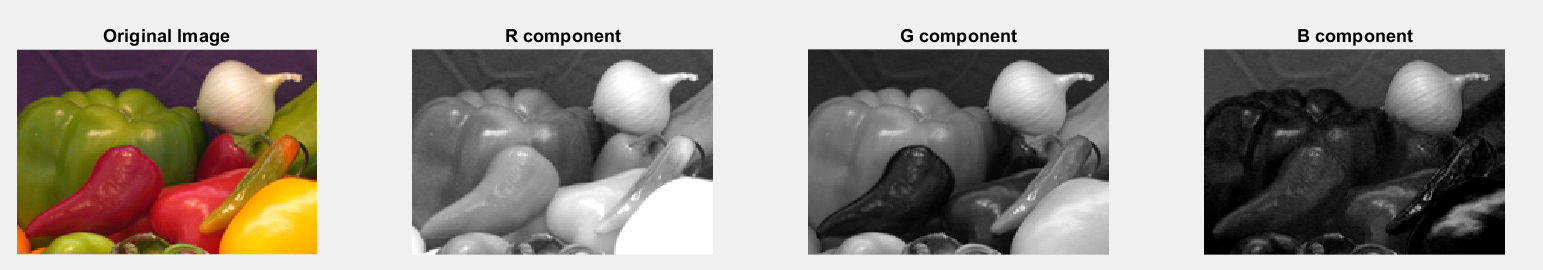 Original Image
R component
G component
B component